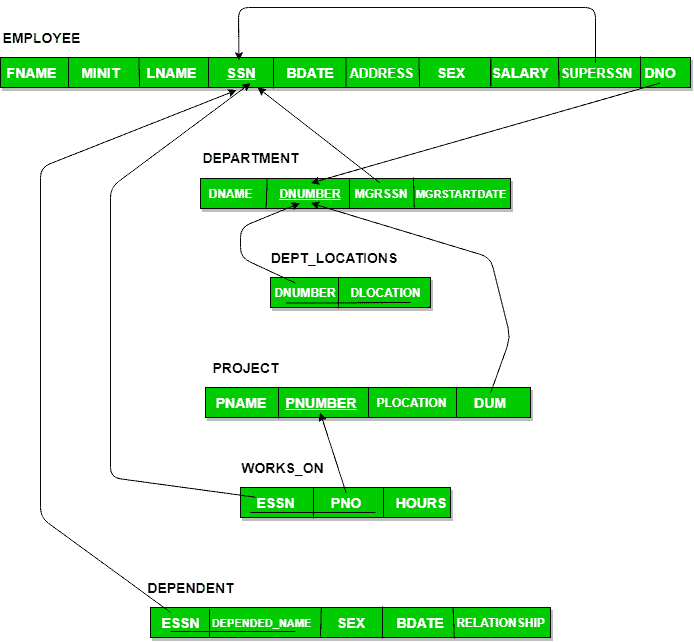 EMPLOYEE
FNAME MINIT LNAME SSN BDATE ADDRESS SEX SALARY SUPERSSN DNO
DEPARTMENT
DNAME DNUMBER MGRSSN MGRSTARTDATE
DEPT_LOCATIONS
DNUMBER DLOCATION
PROJECT
PNAME PNUMBER PLOCATION DUM
WORKS_ON
ESSN PNO HOURS
DEPENDENT
ESSN DEPENDED_NAME SEX BDATE RELATIONSHIP